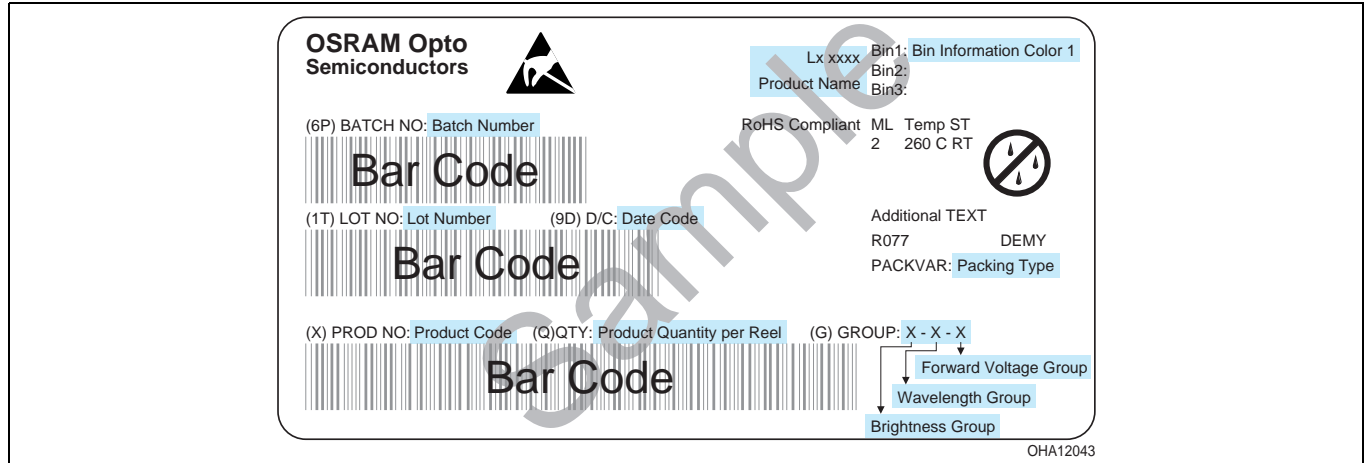 OSRAM Opto
Semiconductors
Lx xxxx
Product Name
Bin1: Bin Information Color 1
Bin2:
Bin3:
(6P) BATCH NO: Batch Number
Bar Code
RoHS Compliant ML Temp ST
2 260 C RT
(1T) LOT NO: Lot Number (9D) D/C: Date Code
Bar Code
Additional TEXT
R077 DEMY
PACKVAR: Packing Type
(X) PROD NO: Product Code (Q)QTY: Product Quantity per Reel (G) GROUP: X - X - X
Bar Code
Forward Voltage Group
Wavelength Group
Brightness Group
Sample
OHA12043